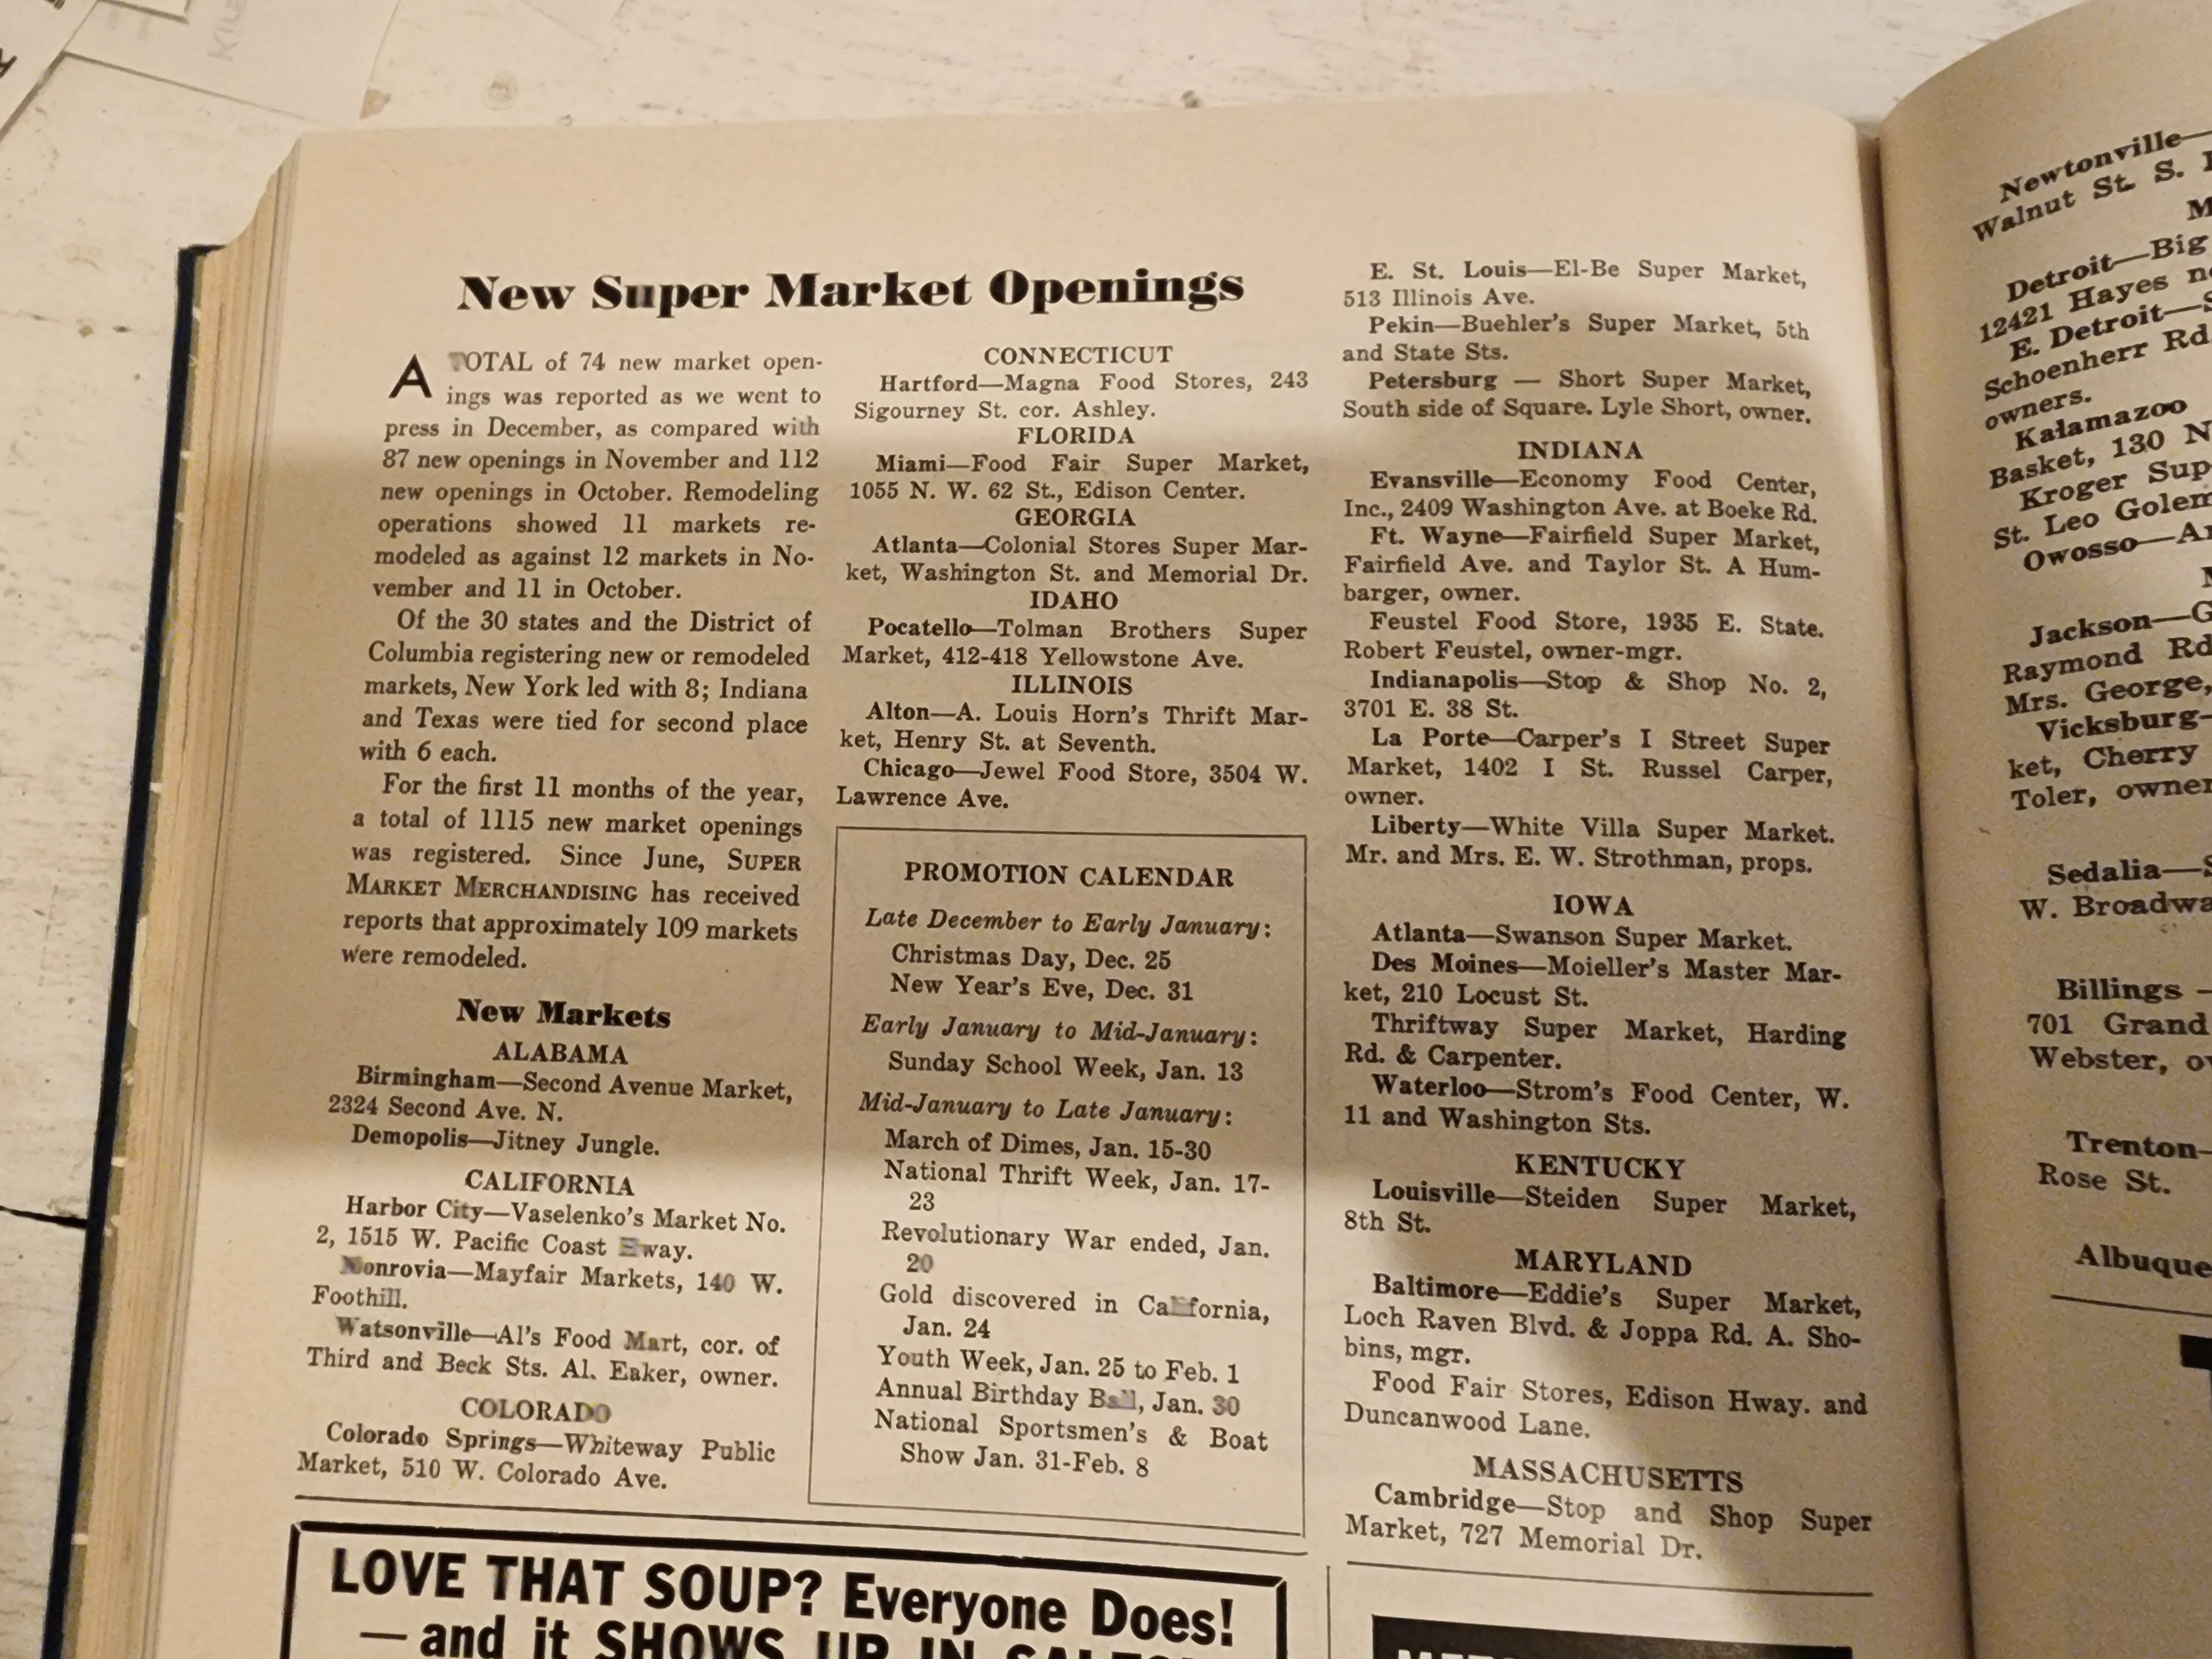 New Super Market Openings
A TOTAL of 74 new market open-
ings was reported as we went to
press in December, as compared with
87 new openings in November and 112
new openings in October. Remodeling
operations showed 11 markets re-
modeled as against 12 markets in No-
vember and 11 in October.
Of the 30 states and the District of
Columbia registering new or remodeled
markets, New York led with 8; Indiana
and Texas were tied for second place
with 6 each.
For the first 11 months of the year,
a total of 1115 new market openings
was registered. Since June, SUPER
MARKET MERCHANDISING has received
reports that approximately 109 markets
were remodeled.
New Markets
ALABAMA
Birmingham—Second Avenue Market,
2324 Second Ave. N.
Demopolis—Jitney Jungle.
CALIFORNIA
Harbor City—Vaselenko's Market No.
2, 1515 W. Pacific Coast Hway.
Monrovia—Mayfair Markets, 140 W.
Foothill.
Watsonville—Al's Food Mart, cor. of
Third and Beck Sts. Al. Eaker, owner.
COLORADO
Colorado Springs—Whiteway Public
Market, 510 W. Colorado Ave.
CONNECTICUT
Hartford—Magna Food Stores, 243
Sigourney St. cor. Ashley.
FLORIDA
Miami—Food Fair Super Market,
1055 N. W. 62 St., Edison Center.
GEORGIA
Atlanta—Colonial Stores Super Mar-
ket, Washington St. and Memorial Dr.
IDAHO
Pocatello—Tolman Brothers Super
Market, 412-418 Yellowstone Ave.
ILLINOIS
Alton—A. Louis Horn's Thrift Mar-
ket, Henry St. at Seventh.
Chicago—Jewel Food Store, 3504 W.
Lawrence Ave.
PROMOTION CALENDAR
Late December to Early January:
Christmas Day, Dec. 25
New Year's Eve, Dec. 31
Early January to Mid-January:
Sunday School Week, Jan. 13
Mid-January to Late January:
March of Dimes, Jan. 15-30
National Thrift Week, Jan. 17-
23
Revolutionary War ended, Jan.
20
Gold discovered in California,
Jan. 24
Youth Week, Jan. 25 to Feb. 1
Annual Birthday Ball, Jan. 30
National Sportsmen's & Boat
Show Jan. 31-Feb. 8
E. St. Louis—El-Be Super Market,
513 Illinois Ave.
Pekin—Buehler's Super Market, 5th
and State Sts.
Petersburg — Short Super Market,
South side of Square. Lyle Short, owner.
INDIANA
Evansville—Economy Food Center,
Inc., 2409 Washington Ave. at Boeke Rd.
Ft. Wayne—Fairfield Super Market,
Fairfield Ave. and Taylor St. A Hum-
barger, owner.
Feustel Food Store, 1935 E. State.
Robert Feustel, owner-mgr.
Indianapolis—Stop & Shop No. 2,
3701 E. 38 St.
La Porte—Carper's I Street Super
Market, 1402 I St. Russel Carper,
owner.
Liberty—White Villa Super Market.
Mr. and Mrs. E. W. Strothman, props.
IOWA
Atlanta—Swanson Super Market.
Des Moines—Moieller's Master Mar-
ket, 210 Locust St.
Thriftway Super Market, Harding
Rd. & Carpenter.
Waterloo—Strom's Food Center, W.
11 and Washington Sts.
KENTUCKY
Louisville—Steiden Super Market,
8th St.
MARYLAND
Baltimore—Eddie's Super Market,
Loch Raven Blvd. & Joppa Rd. A. Sho-
bins, mgr.
Food Fair Stores, Edison Hway. and
Duncanwood Lane.
MASSACHUSETTS
Cambridge—Stop and Shop Super
Market, 727 Memorial Dr.
LOVE THAT SOUP? Everyone Does!
—and it SHOWS UP IN
Newtonville—
Walnut St. S.
Detroit—Big
12421 Hayes
E. Detroit—
Schoenherr Rd
owners.
Kalamazoo
Basket, 130 N
Kroger Sup
St. Leo Golem
Owosso—
Jackson—
Raymond Rd
Mrs. George,
Vicksburg—
ket, Cherry
Toler, owner
Sedalia—
W. Broadwa
Billings —
701 Grand
Webster,
Trenton—
Rose St.
Albuque